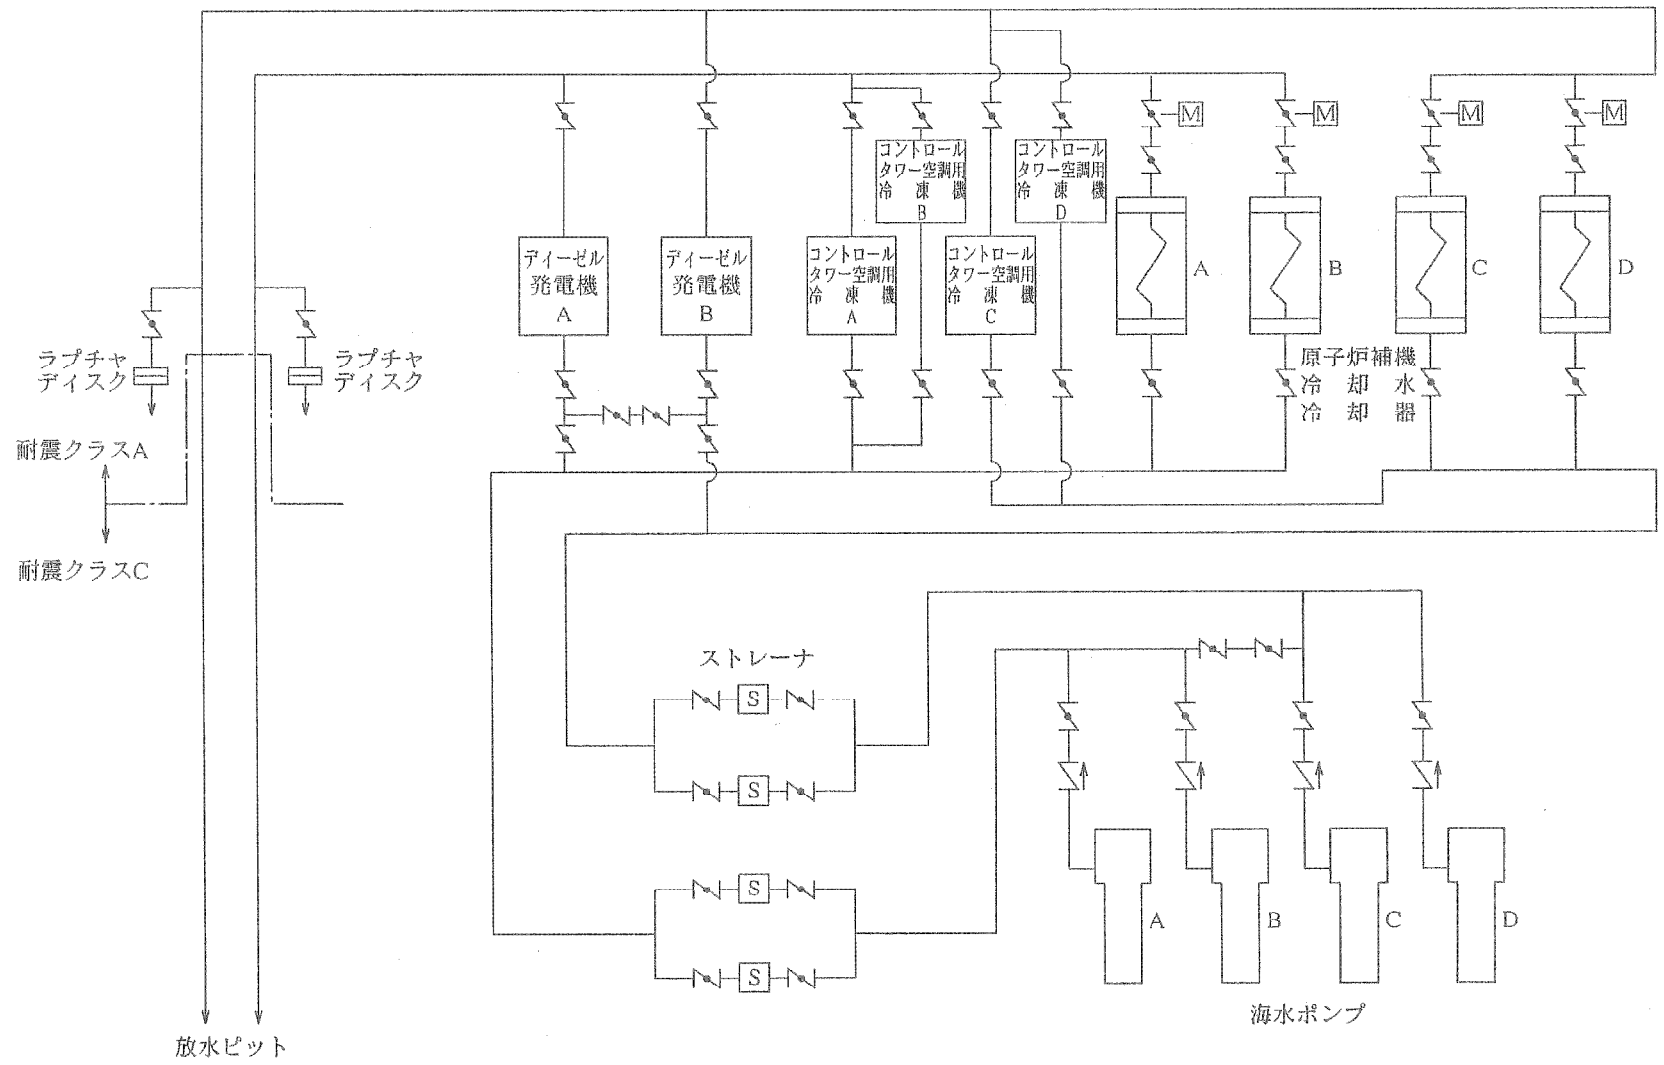 M
M
M
M
コントロール
タワー空調用
冷凍機
B
コントロール
タワー空調用
冷凍機
D
ディーゼル
発電機
A
ディーゼル
発電機
B
コントロール
タワー空調用
冷凍機
A
コントロール
タワー空調用
冷凍機
C
A
B
C
D
ラプチャ
ディスク
ラプチャ
ディスク
原子炉補機
冷却水
冷却器
耐震クラスA
耐震クラスC
ストレーナ
S
S
S
S
A
B
C
D
海水ポンプ
放水ピット